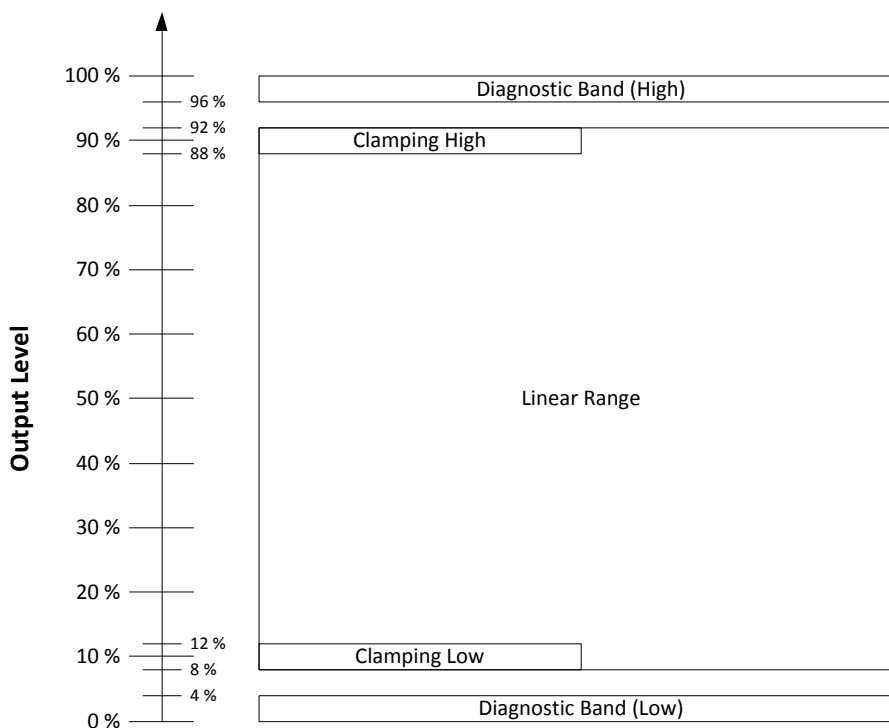 100 %
Diagnostic Band (High)
96 %
92 %
90 %
Clamping High
88 %
80 %
70 %
60 %
Output Level
50 %
Linear Range
40 %
30 %
20 %
12 %
10 %
Clamping Low
8 %
4 %
Diagnostic Band (Low)
0 %